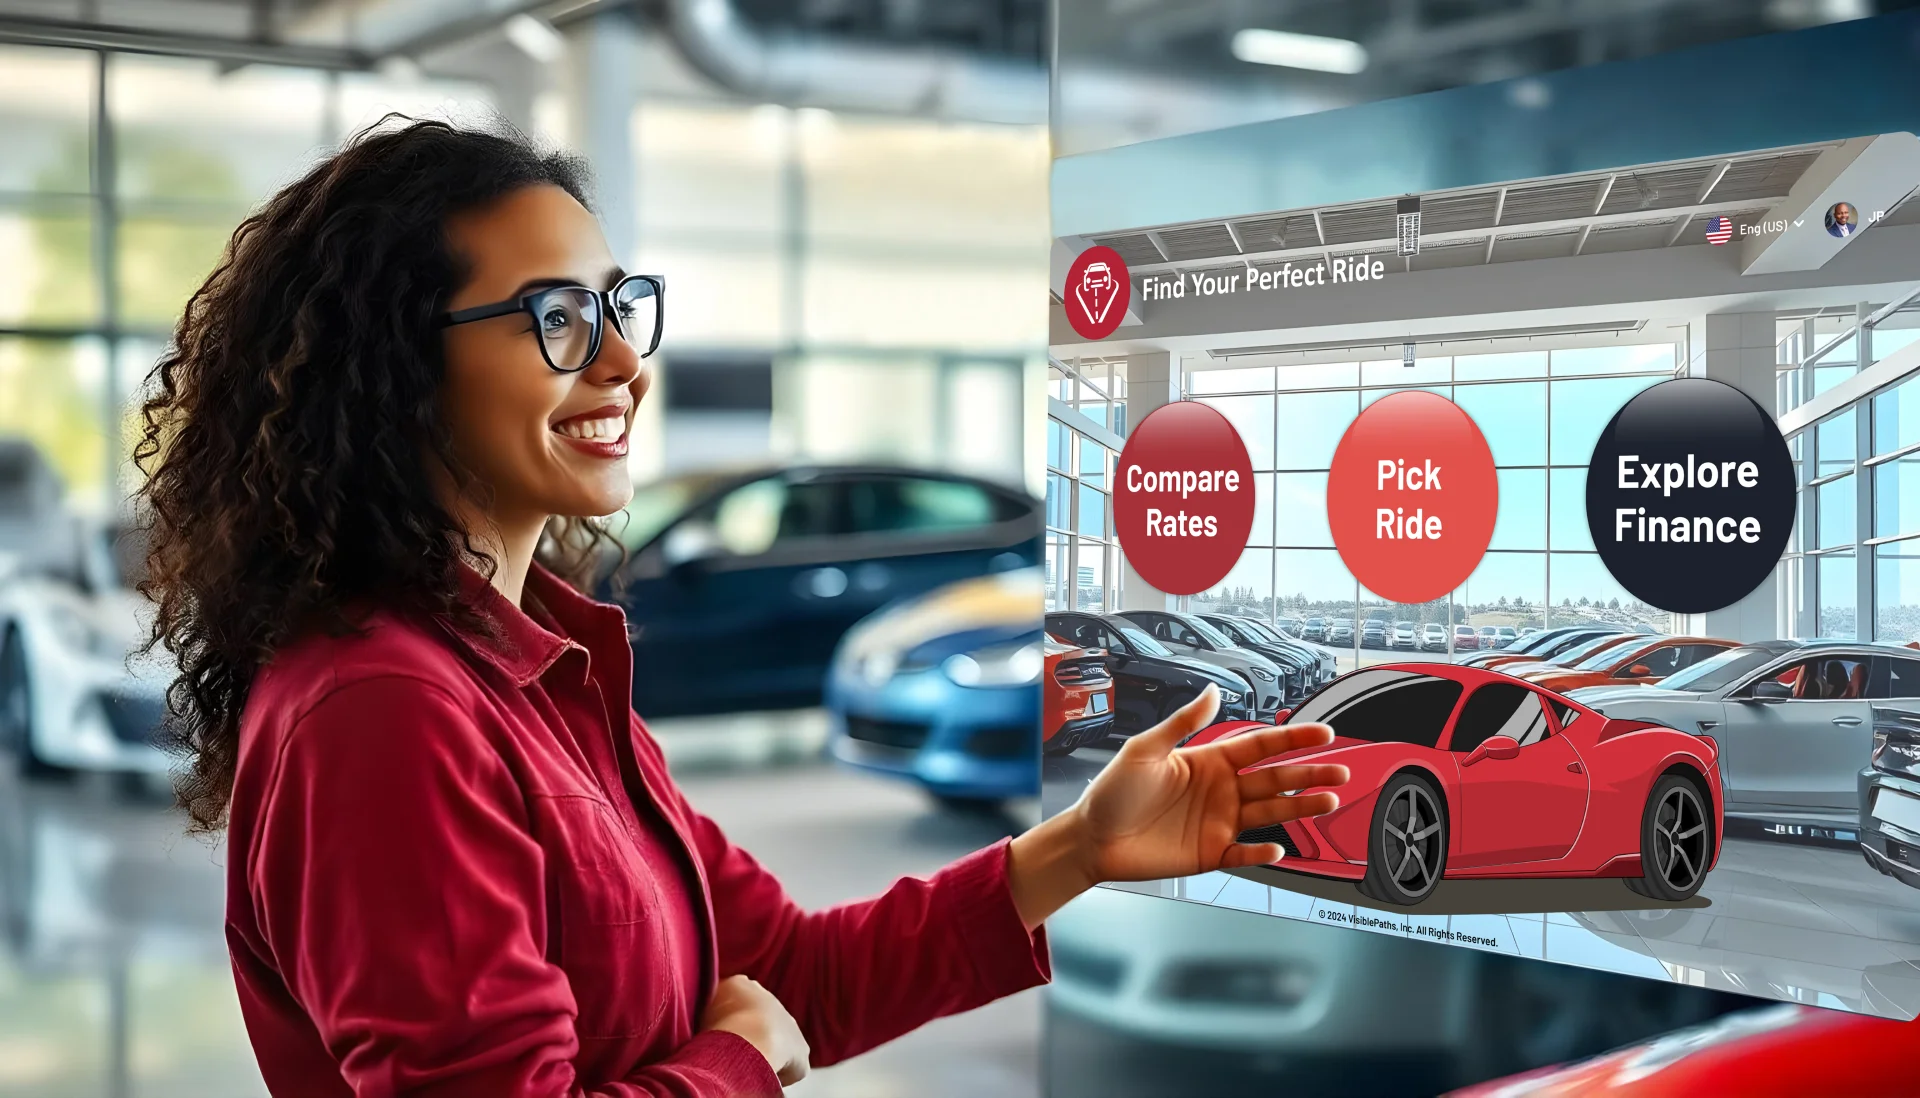 Eng (US)
JP
Find Your Perfect Ride
Compare
Rates
Pick
Ride
Explore
Finance
© 2024 VisiblePaths, Inc. All Rights Reserved.